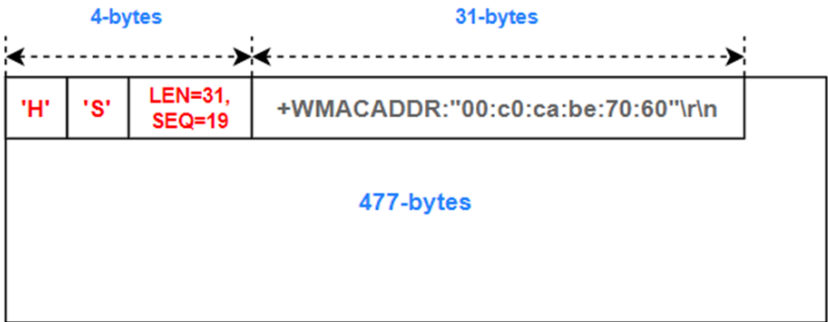 4-bytes 31-bytes
'H' 'S' LEN=31, SEQ=19 +WMACADDR:"00:c0:ca:be:70:60"\r\n
477-bytes